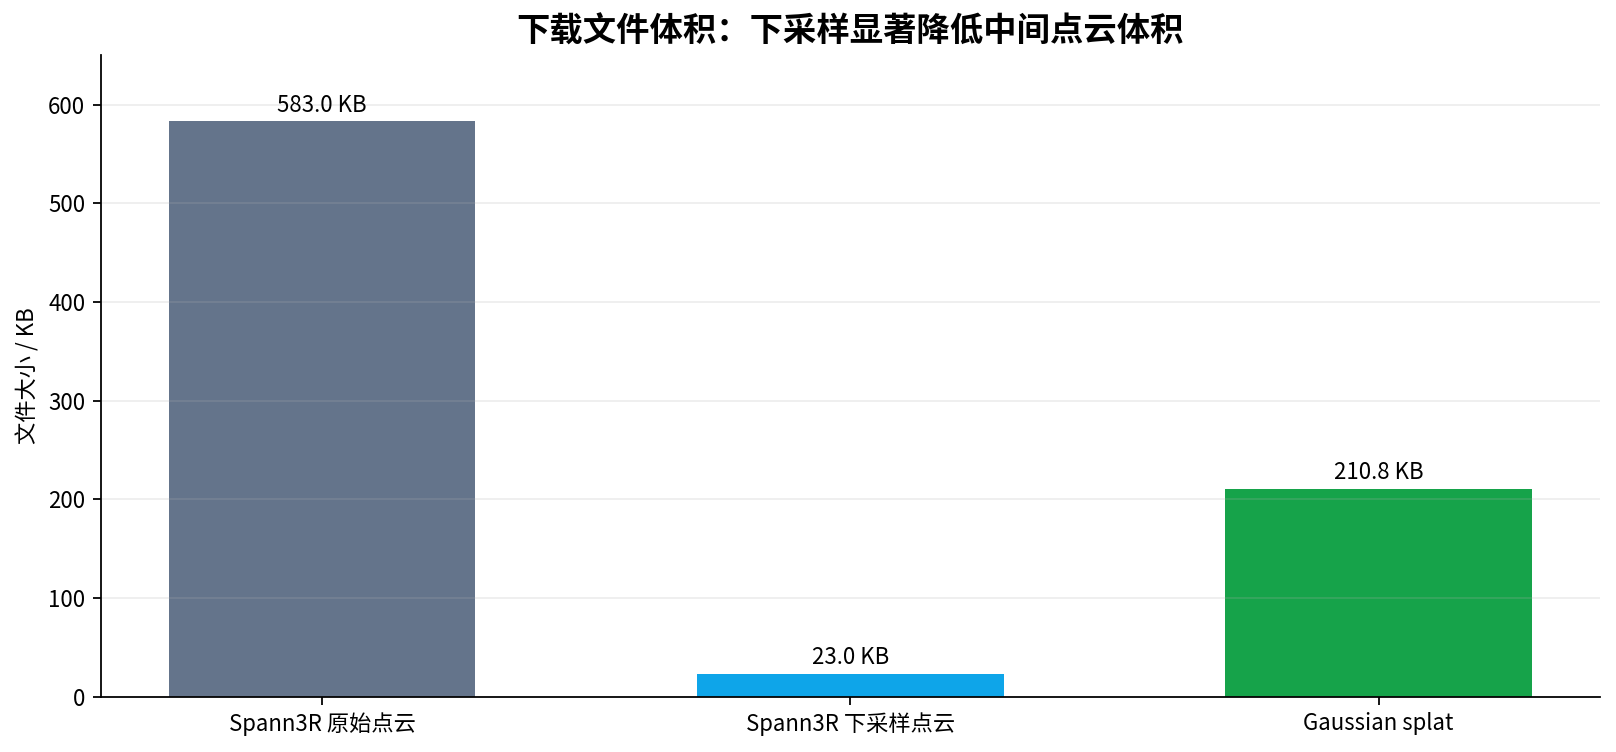 下载文件体积：下采样显著降低中间点云体积
文件大小 / KB
600
500
400
300
200
100
0
583.0 KB
23.0 KB
210.8 KB
Spann3R 原始点云
Spann3R 下采样点云
Gaussian splat